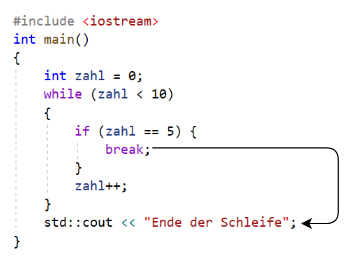 #include <iostream>
int main()
{
    int zahl = 0;
    while (zahl < 10)
    {
        if (zahl == 5) {
            break;
        }
        zahl++;
    }
    std::cout << "Ende der Schleife";
}